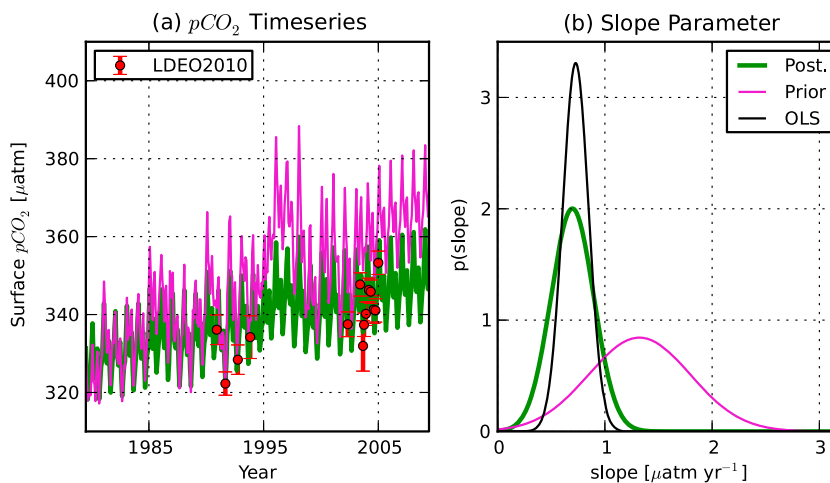 (a) pCO₂ Timeseries
LDEO2010
400
380
360
340
320
Surface pCO₂ [μatm]
1985
1995
2005
Year
(b) Slope Parameter
Post.
Prior
OLS
3
2
1
0
p(slope)
0
1
2
3
slope [μatm yr⁻¹]